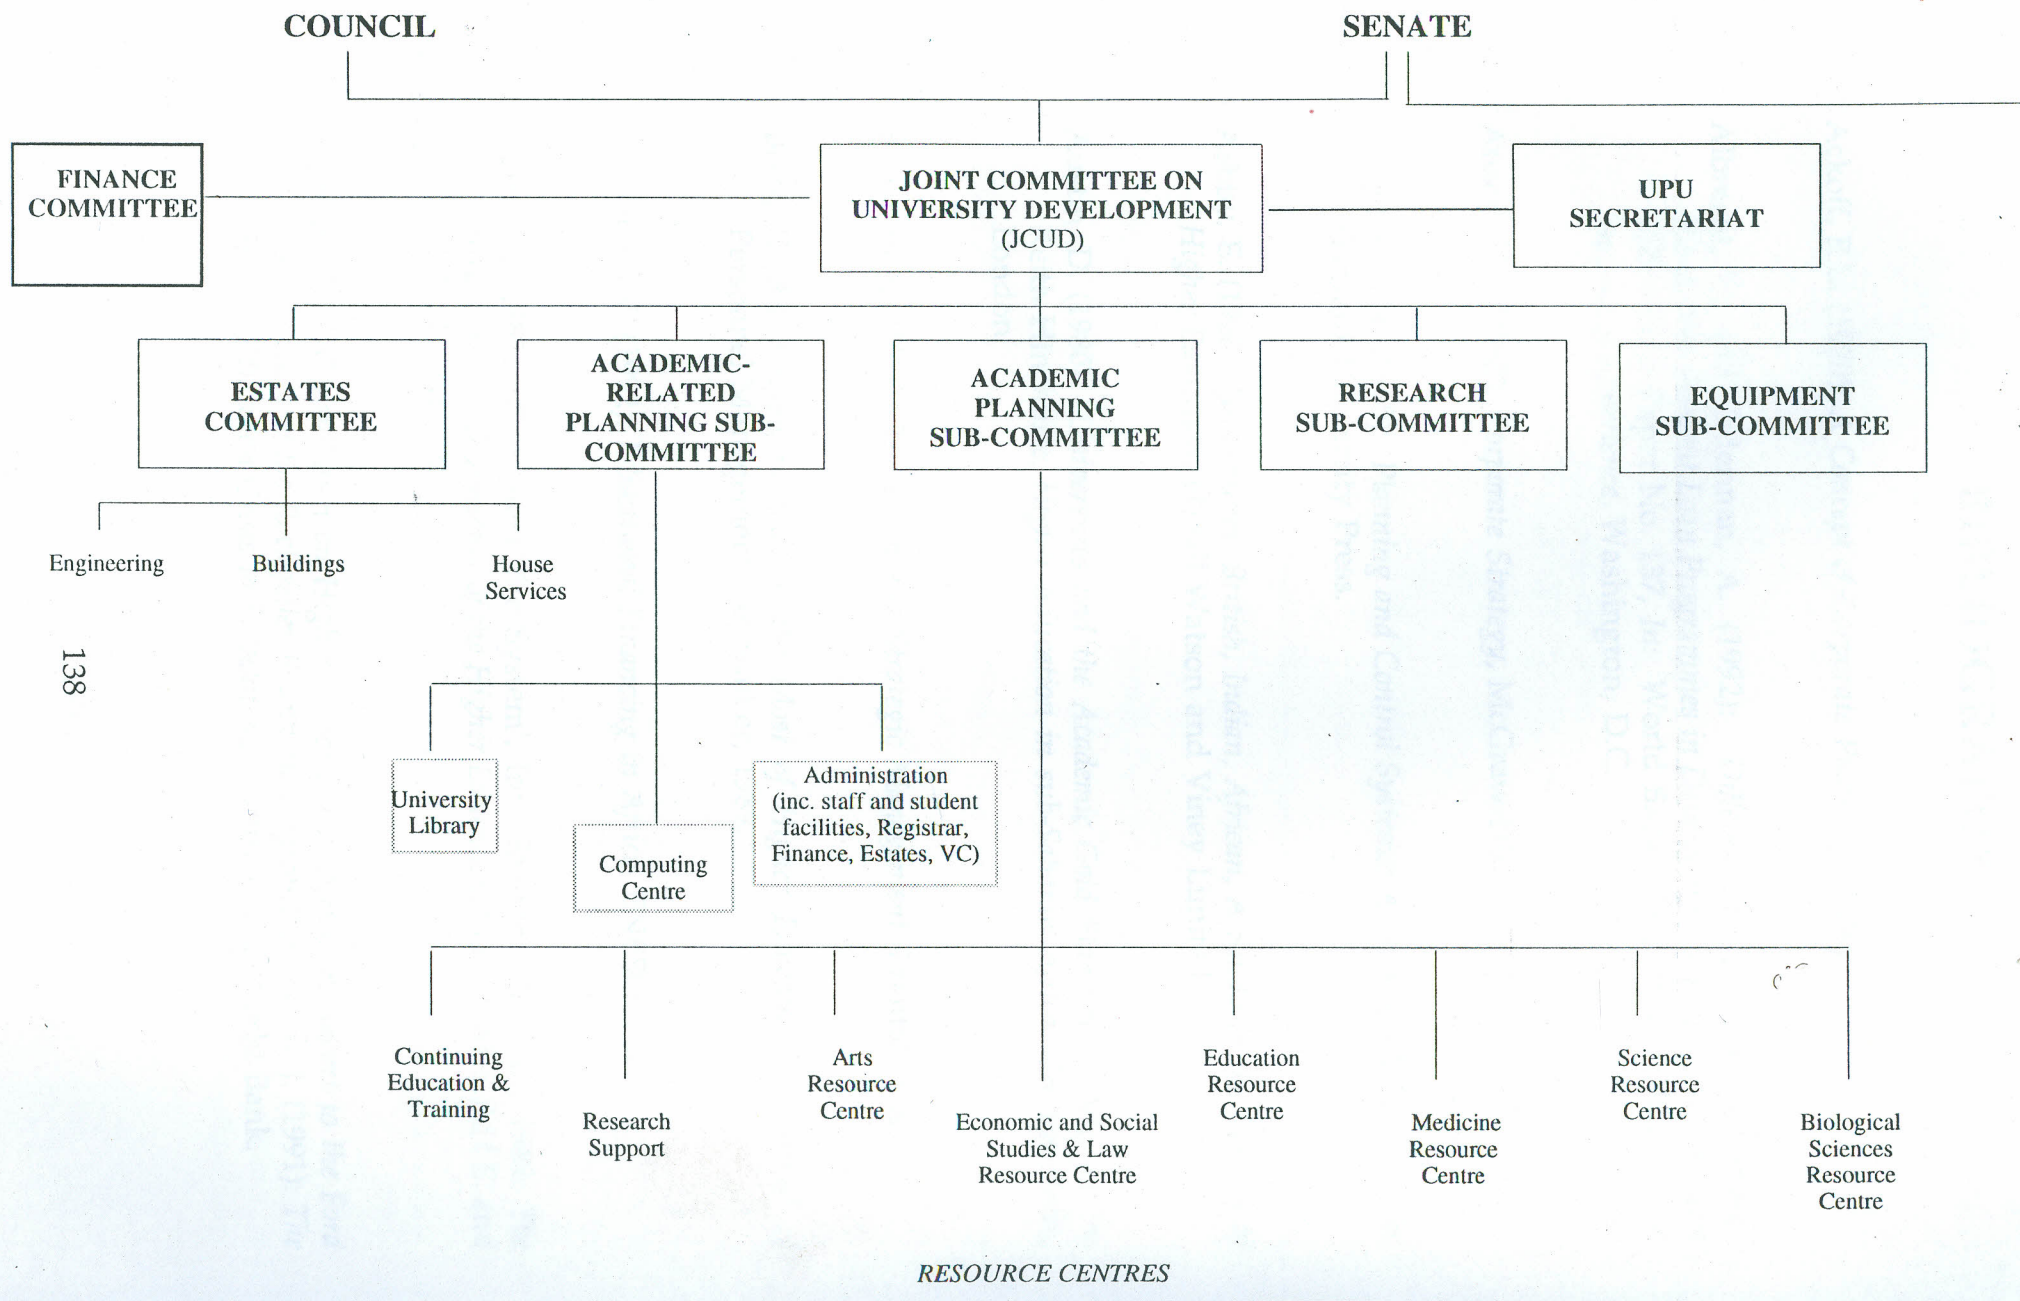 COUNCIL
SENATE
FINANCE
COMMITTEE
JOINT COMMITTEE ON
UNIVERSITY DEVELOPMENT
(JCUD)
UPU
SECRETARIAT
ESTATES
COMMITTEE
ACADEMIC-
RELATED
PLANNING SUB-
COMMITTEE
ACADEMIC
PLANNING
SUB-COMMITTEE
RESEARCH
SUB-COMMITTEE
EQUIPMENT
SUB-COMMITTEE
Engineering
Buildings
House
Services
138
University
Library
Computing
Centre
Administration
(inc. staff and student
facilities, Registrar,
Finance, Estates, VC)
Continuing
Education &
Training
Research
Support
Arts
Resource
Centre
Economic and Social
Studies & Law
Resource Centre
Education
Resource
Centre
Medicine
Resource
Centre
Science
Resource
Centre
Biological
Sciences
Resource
Centre
RESOURCE CENTRES